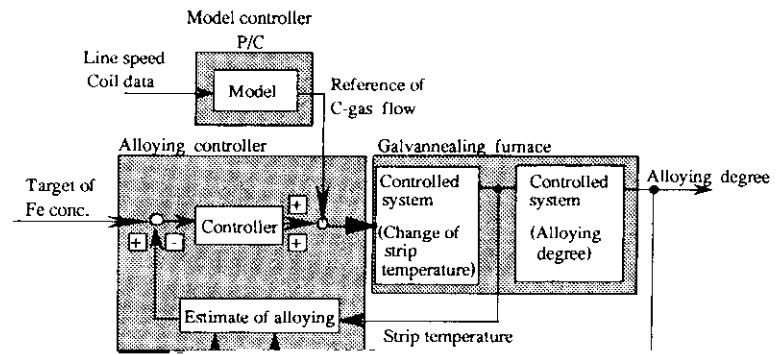 Model controller
P/C
Line speed
Coil data
Model
Reference of
C-gas flow
Alloying controller
Galvannealing furnace
Target of
Fe conc.
+
-
Controller
+
+
Controlled
system
(Change of
strip
temperature)
Controlled
system
(Alloying
degree)
Alloying degree
Estimate of alloying
Strip temperature